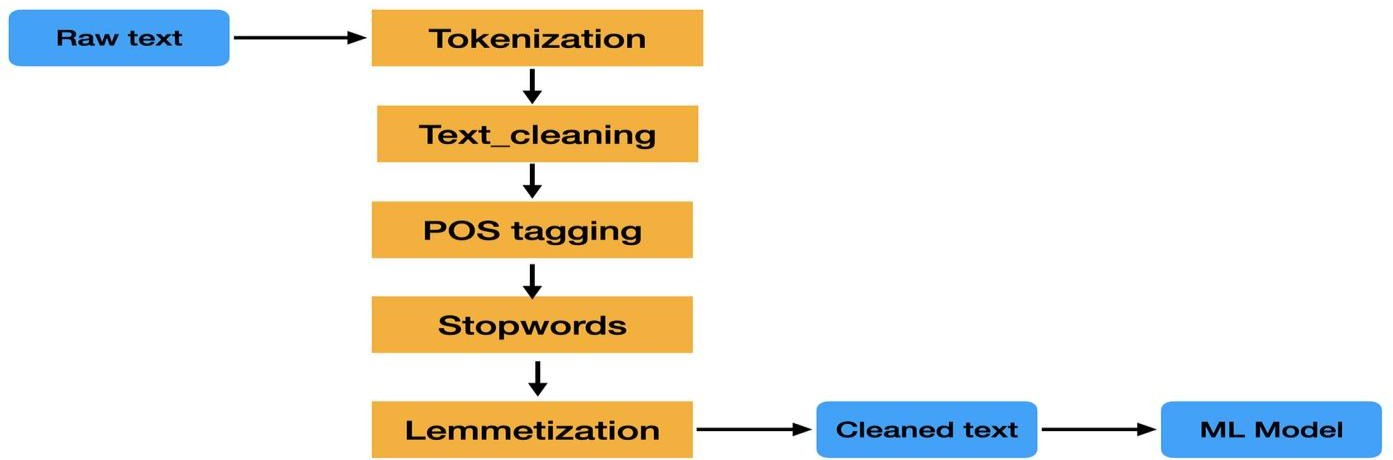 Raw text
Tokenization
Text_cleaning
POS tagging
Stopwords
Lemmetization
Cleaned text
ML Model